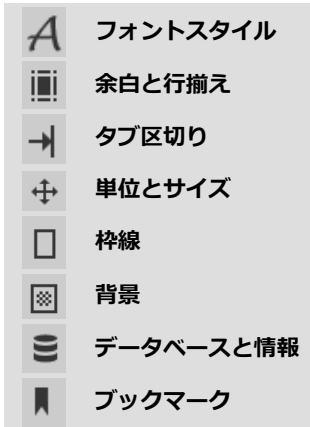 フォントスタイル
余白と行揃え
タブ区切り
単位とサイズ
枠線
背景
データベースと情報
ブックマーク